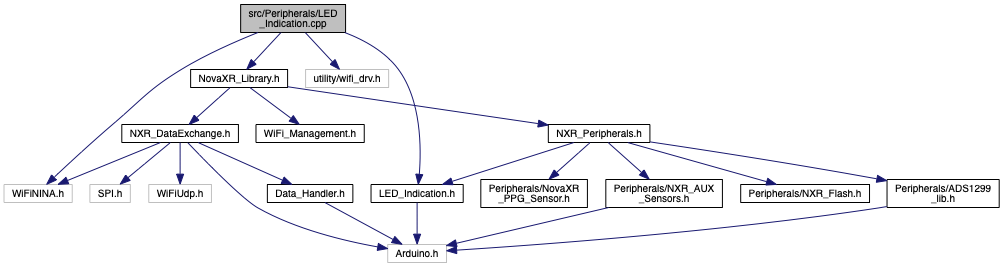 src/Peripherals/LED
_Indication.cpp
NovaXR_Library.h
utility/wifi_drv.h
NXR_DataExchange.h
WiFi_Management.h
NXR_Peripherals.h
WiFiNINA.h
SPI.h
WiFiUdp.h
Data_Handler.h
LED_Indication.h
Peripherals/NovaXR
_PPG_Sensor.h
Peripherals/NXR_AUX
_Sensors.h
Peripherals/NXR_Flash.h
Peripherals/ADS1299
_lib.h
Arduino.h